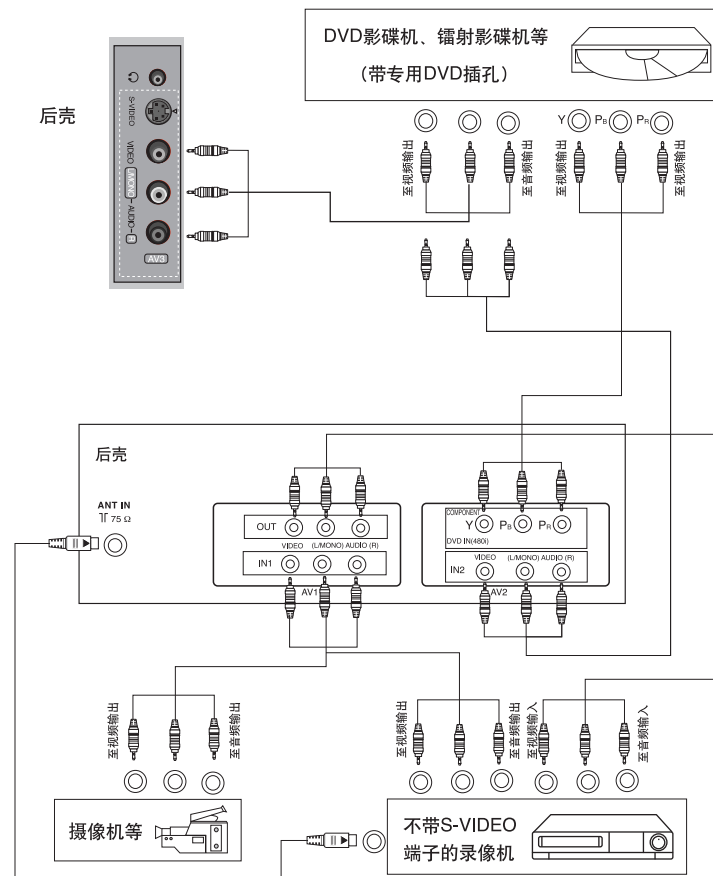 DVD影碟机、镭射影碟机等
（带专用DVD插孔）
后壳
S-VIDEO
VIDEO
L/MONO
AUDIO
AV3
Y
PB
PR
至视频输出
至音频输出
至视频输出
至视频输出
后壳
ANT IN
75 Ω
OUT
VIDEO
(L/MONO)
AUDIO (R)
IN1
AV1
COMPONENT
Y
PB
PR
DVD IN(480i)
VIDEO
(L/MONO)
AUDIO (R)
IN2
AV2
至视频输出
至音频输出
至视频输出
至音频输出
至视频输入
至音频输入
摄像机等
不带S-VIDEO
端子的录像机